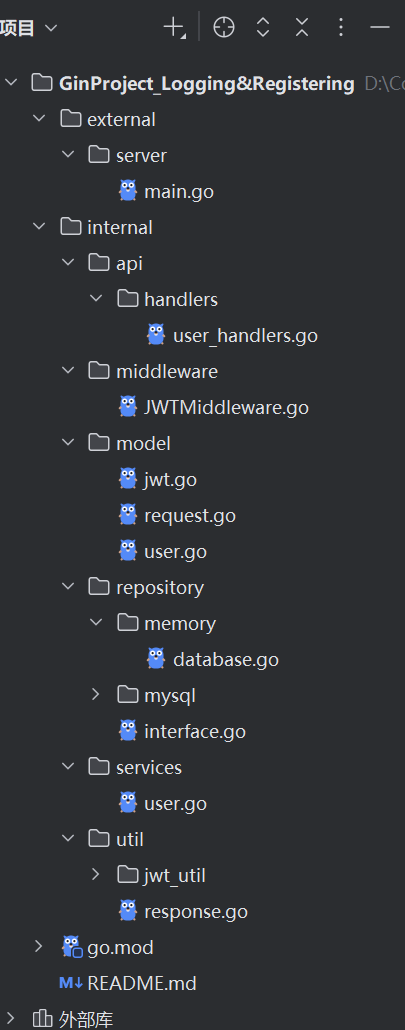 项目
GinProject_Logging&Registering D:\Co
external
server
main.go
internal
api
handlers
user_handlers.go
middleware
JWTMiddleware.go
model
jwt.go
request.go
user.go
repository
memory
database.go
mysql
interface.go
services
user.go
util
jwt_util
response.go
go.mod
M↓ README.md
外部库